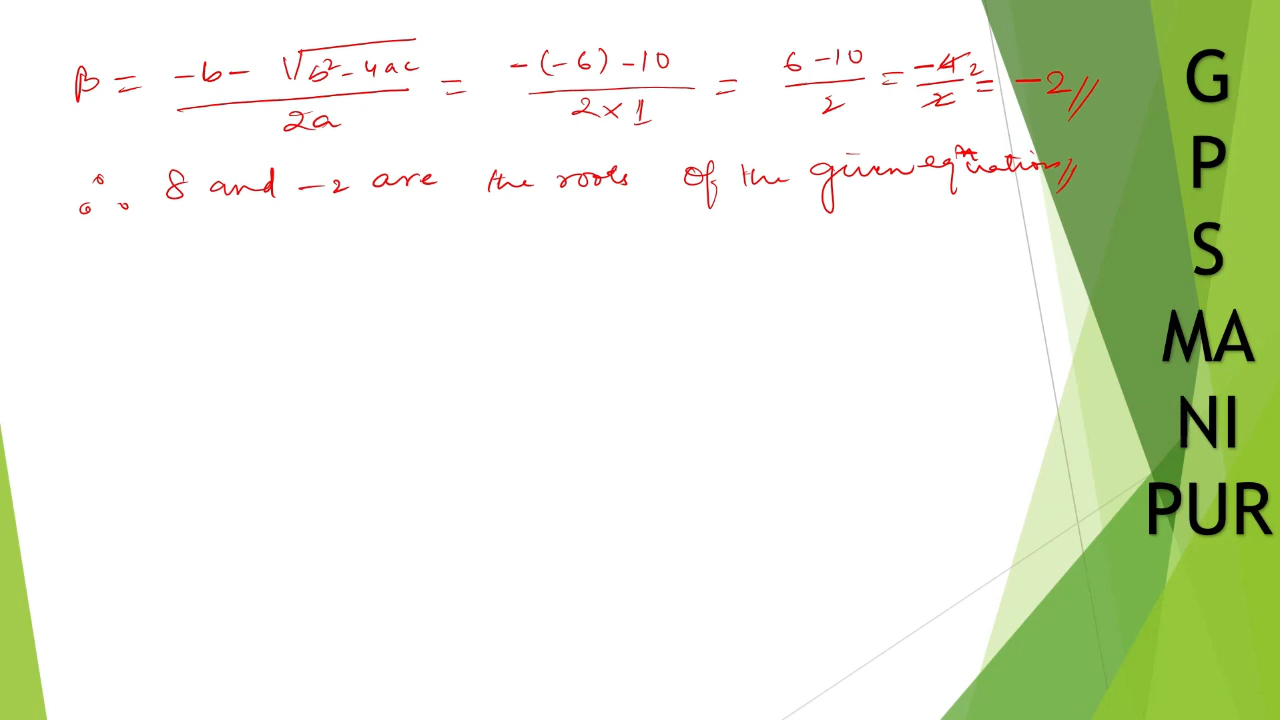 β = -b - √b² - 4ac / 2a = -(-6) - 10 / 2 × 1 = 6 - 10 / 2 = -4 2 / 2 = -2 //
∴ 8 and -2 are the roots of the given equation //
G
P
S
MA
NI
PUR